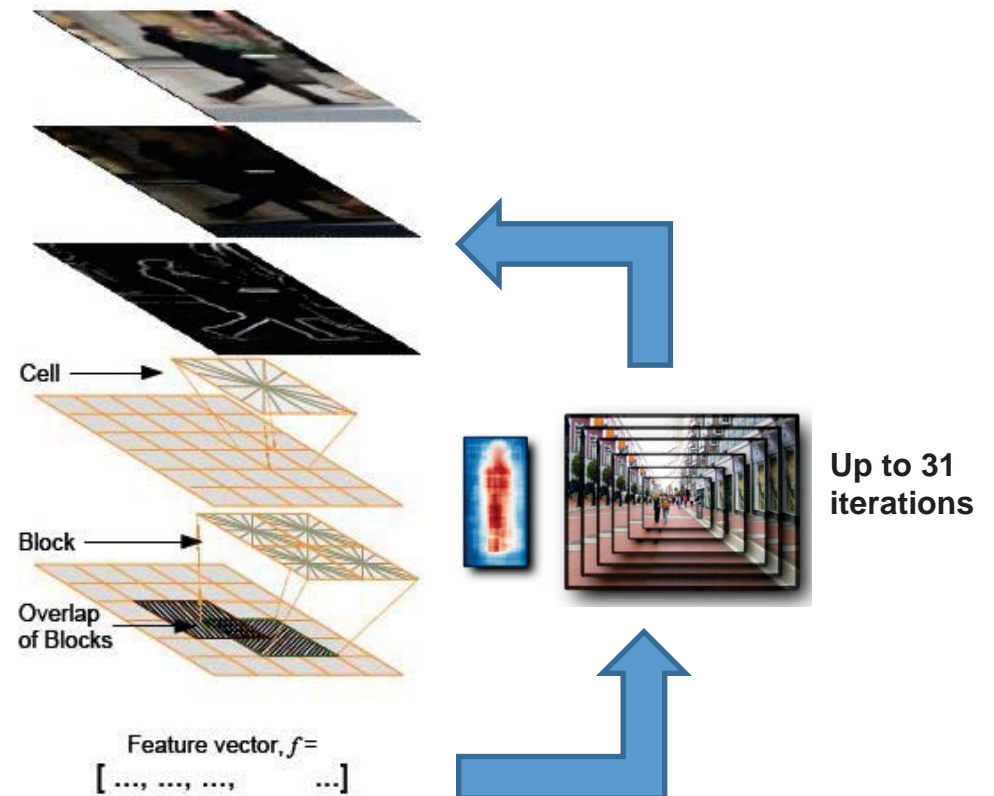 Cell
Block
Overlap
of Blocks
Feature vector, f =
[ ..., ..., ..., ...]
Up to 31
iterations